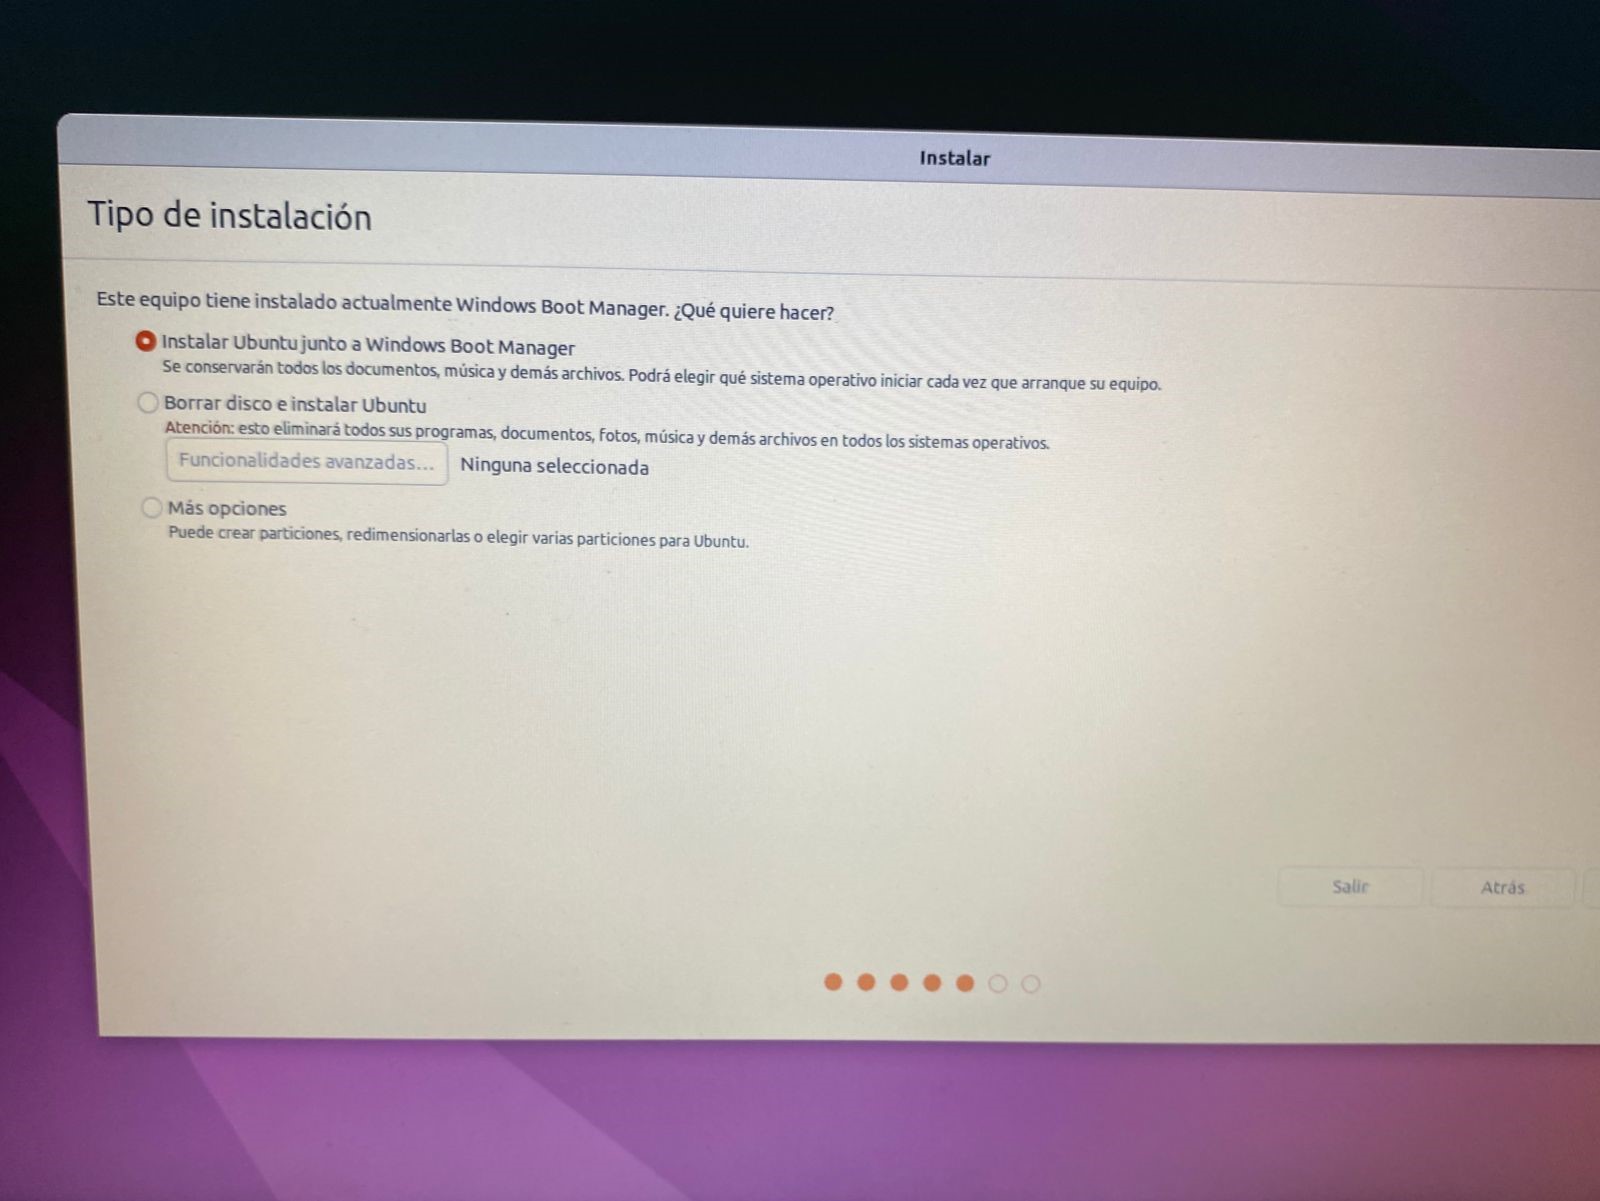 Instalar
Tipo de instalación
Este equipo tiene instalado actualmente Windows Boot Manager. ¿Qué quiere hacer?
Instalar Ubuntu junto a Windows Boot Manager
Se conservarán todos los documentos, música y demás archivos. Podrá elegir qué sistema operativo iniciar cada vez que arranque su equipo.
Borrar disco e instalar Ubuntu
Atención: esto eliminará todos sus programas, documentos, fotos, música y demás archivos en todos los sistemas operativos.
Funcionalidades avanzadas... Ninguna seleccionada
Más opciones
Puede crear particiones, redimensionarlas o elegir varias particiones para Ubuntu.
Salir Atrás